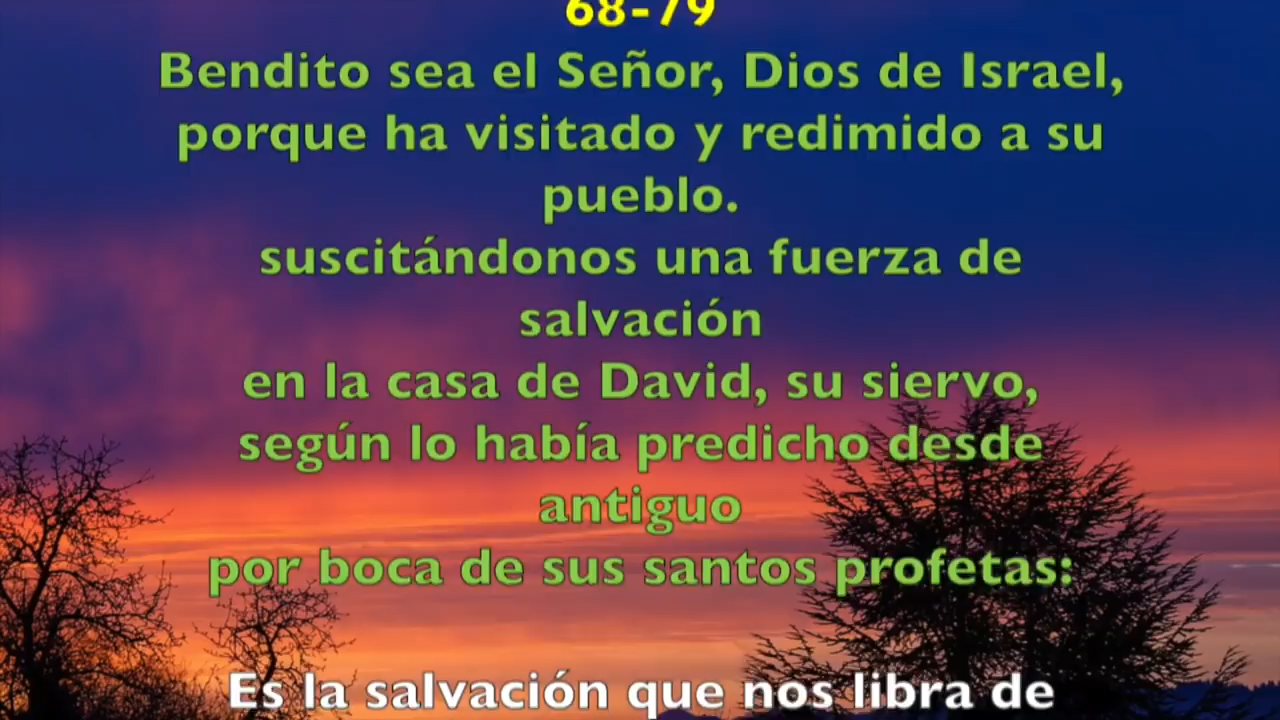 68-79
Bendito sea el Señor, Dios de Israel,
porque ha visitado y redimido a su
pueblo.
suscitándonos una fuerza de
salvación
en la casa de David, su siervo,
según lo había predicho desde
antiguo
por boca de sus santos profetas:
Es la salvación que nos libra de